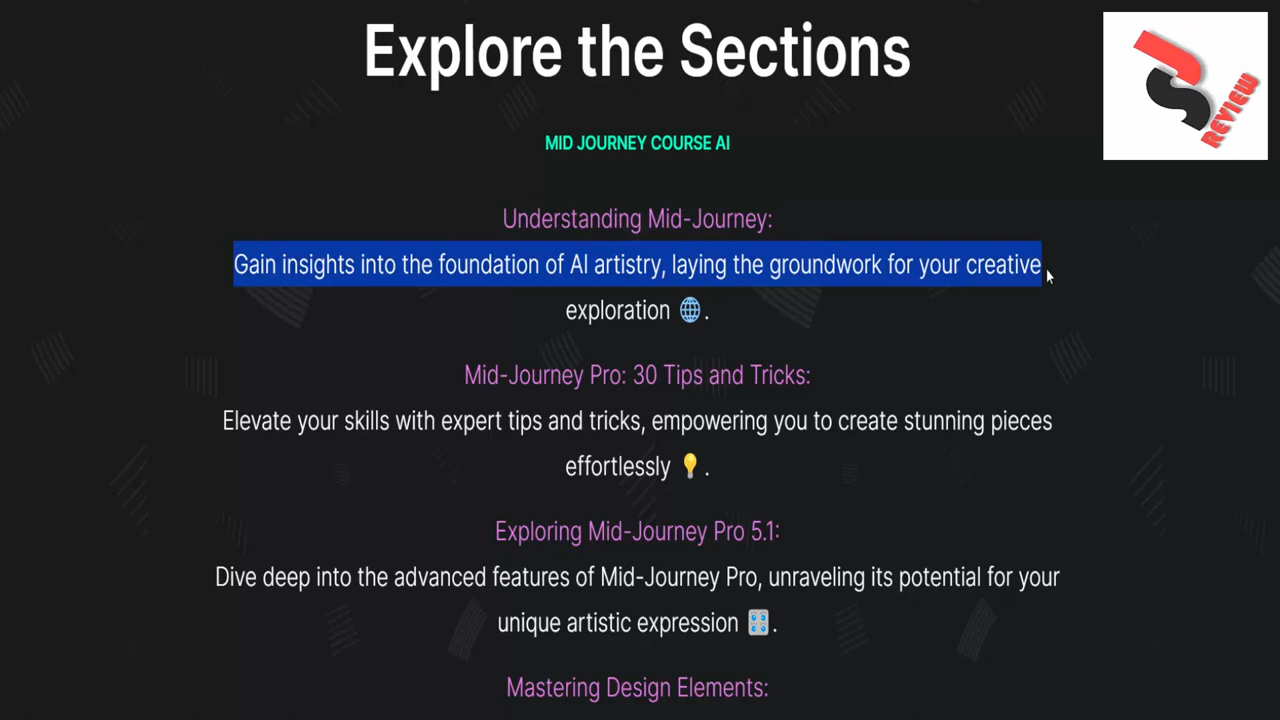 Explore the Sections
REVIEW
MID JOURNEY COURSE AI
Understanding Mid-Journey:
Gain insights into the foundation of AI artistry, laying the groundwork for your creative
exploration 🌐.
Mid-Journey Pro: 30 Tips and Tricks:
Elevate your skills with expert tips and tricks, empowering you to create stunning pieces
effortlessly 💡.
Exploring Mid-Journey Pro 5.1:
Dive deep into the advanced features of Mid-Journey Pro, unraveling its potential for your
unique artistic expression 🎛️.
Mastering Design Elements: